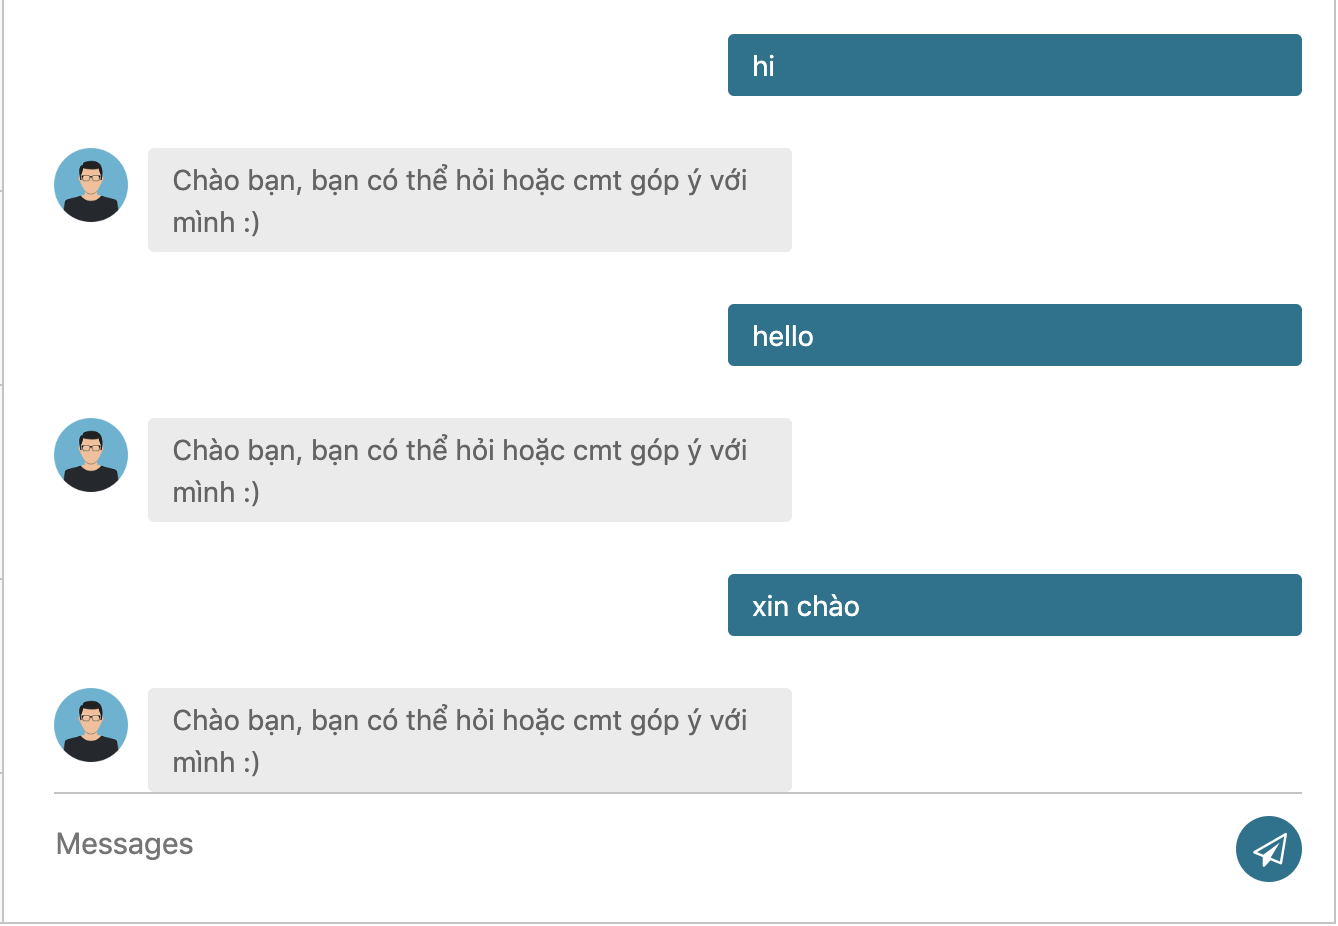 hi
Chào bạn, bạn có thể hỏi hoặc cmt góp ý với
mình :)
hello
Chào bạn, bạn có thể hỏi hoặc cmt góp ý với
mình :)
xin chào
Chào bạn, bạn có thể hỏi hoặc cmt góp ý với
mình :)
Messages